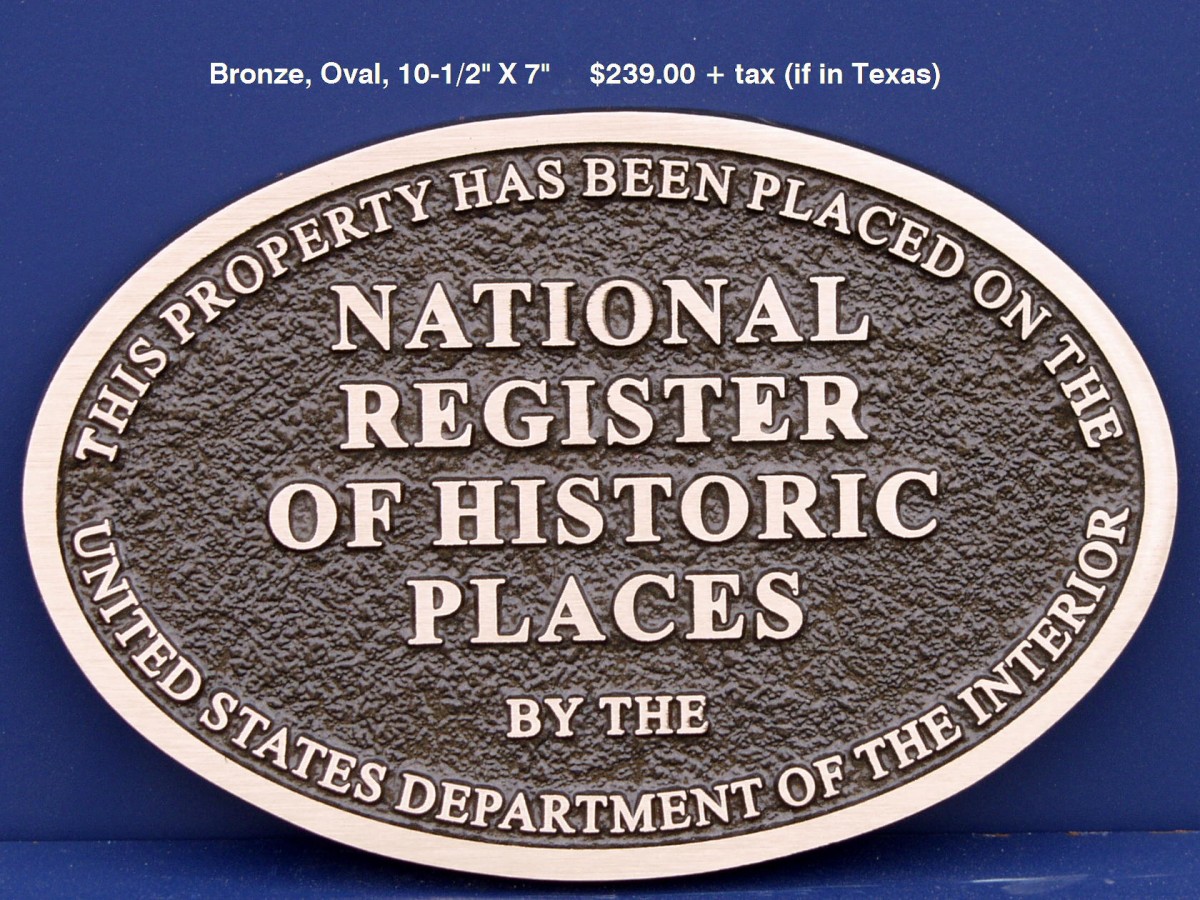 Bronze, Oval, 10-1/2" X 7" $239.00 + tax (if in Texas)
THIS PROPERTY HAS BEEN PLACED ON THE
NATIONAL
REGISTER
OF HISTORIC
PLACES
BY THE
UNITED STATES DEPARTMENT OF THE INTERIOR